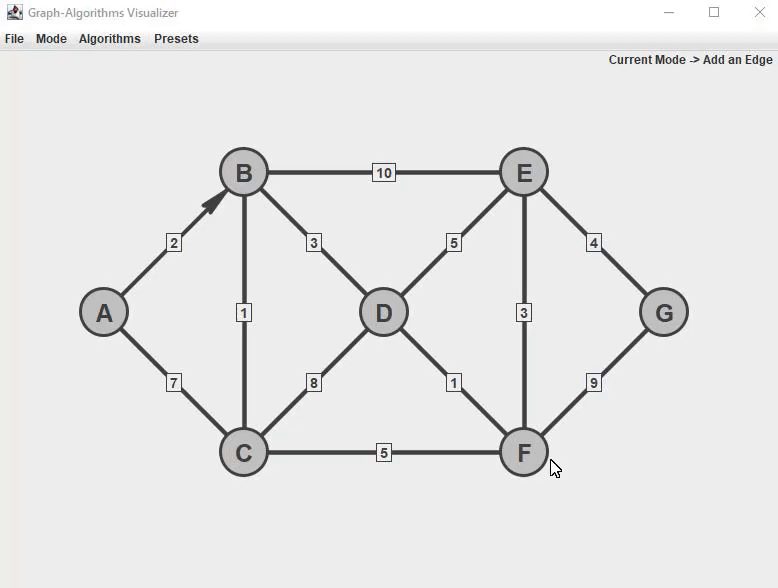 Graph-Algorithms Visualizer
File Mode Algorithms Presets
Current Mode -> Add an Edge
B 10 E
2 3 5 4
A 1 D 3 G
7 8 1 9
C 5 F